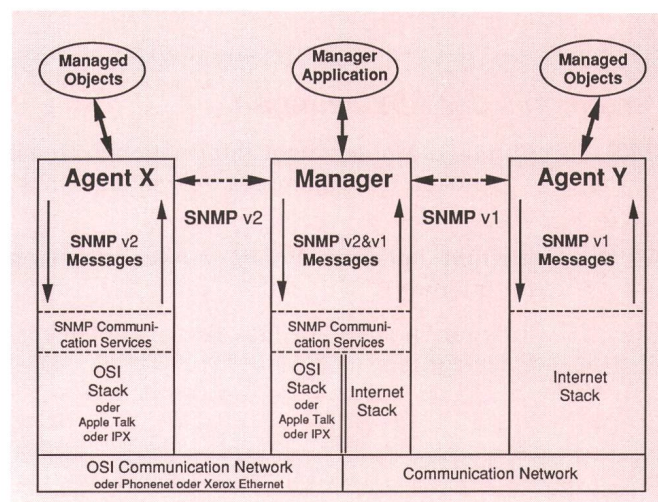 Managed
Objects
Manager
Application
Managed
Objects
Agent X
Manager
Agent Y
SNMP v2
SNMP v1
SNMP v2
Messages
SNMP v2&v1
Messages
SNMP v1
Messages
SNMP Communi-
cation Services
SNMP Communi-
cation Services
OSI
Stack
oder
Apple Talk
oder IPX
OSI
Stack
oder
Apple Talk
oder IPX
Internet
Stack
Internet
Stack
OSI Communication Network
oder Phonenet oder Xerox Ethernet
Communication Network